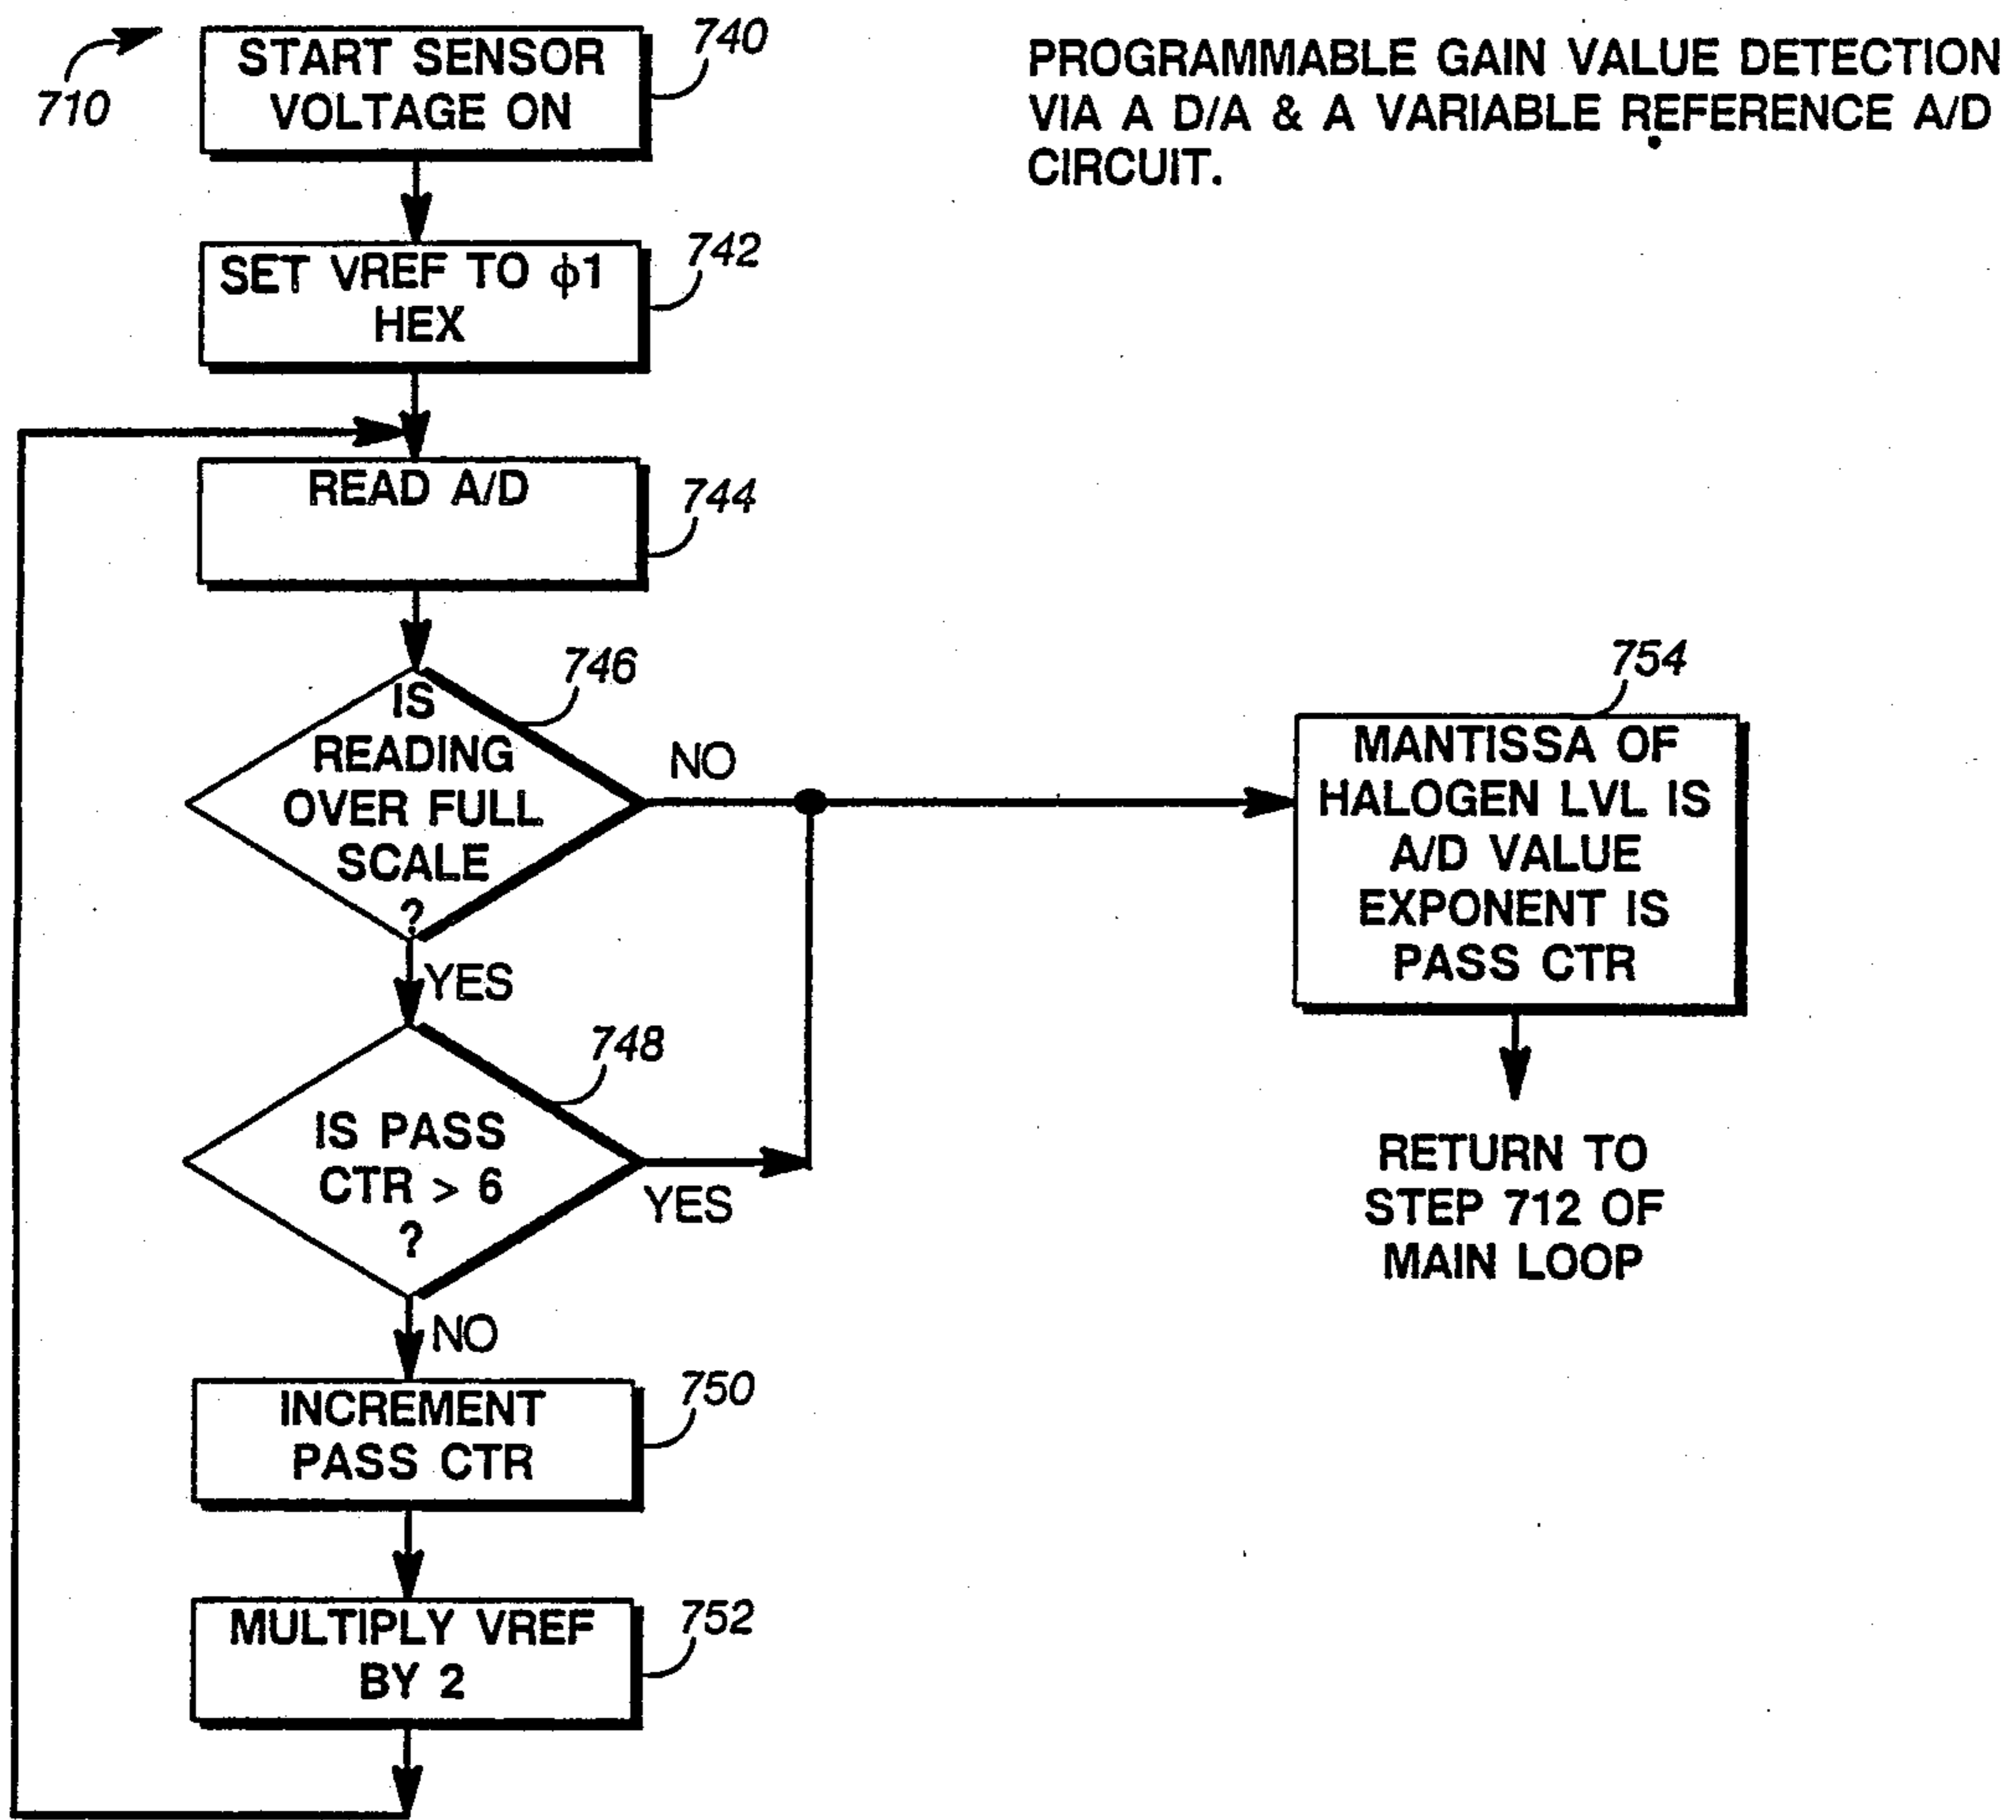 710
START SENSOR
VOLTAGE ON
740
PROGRAMMABLE GAIN VALUE DETECTION
VIA A D/A & A VARIABLE REFERENCE A/D
CIRCUIT.
SET VREF TO ϕ1
HEX
742
READ A/D
744
IS
READING
OVER FULL
SCALE
?
746
NO
YES
754
MANTISSA OF
HALOGEN LVL IS
A/D VALUE
EXPONENT IS
PASS CTR
RETURN TO
STEP 712 OF
MAIN LOOP
IS PASS
CTR > 6
?
748
YES
NO
INCREMENT
PASS CTR
750
MULTIPLY VREF
BY 2
752